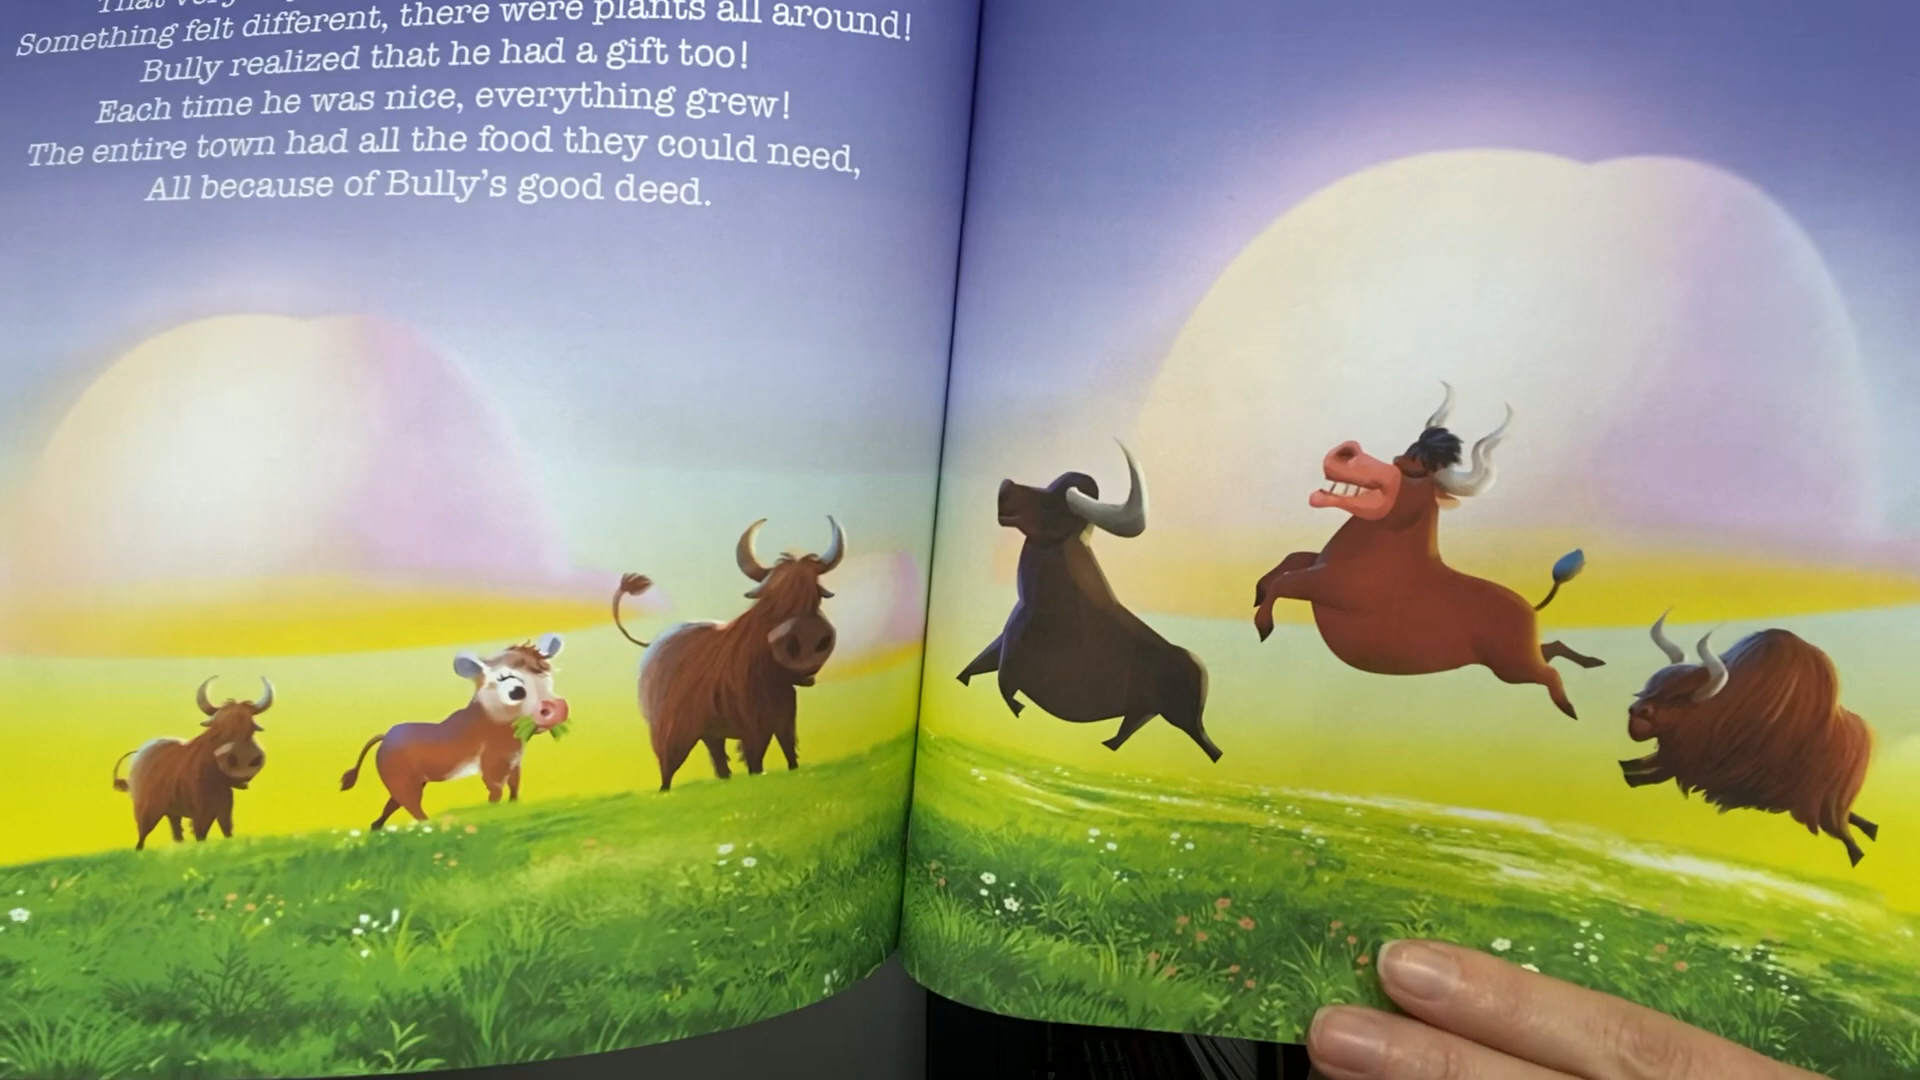 That very
Something felt different, there were plants all around!
Bully realized that he had a gift too!
Each time he was nice, everything grew!
The entire town had all the food they could need,
All because of Bully's good deed.